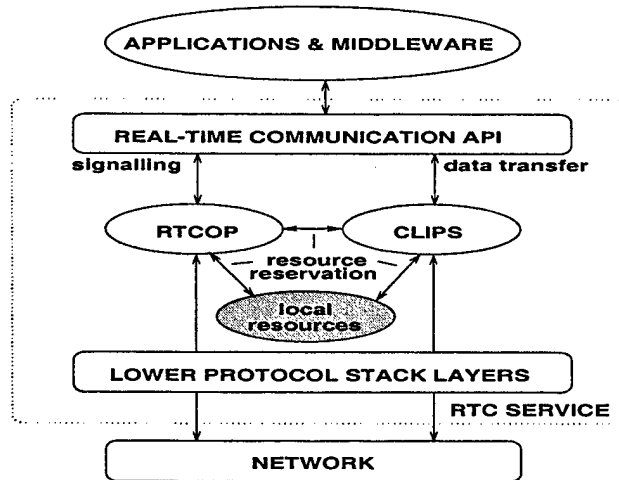 APPLICATIONS & MIDDLEWARE
REAL-TIME COMMUNICATION API
signalling
data transfer
RTCOP
CLIPS
resource
reservation
local
resources
LOWER PROTOCOL STACK LAYERS
RTC SERVICE
NETWORK